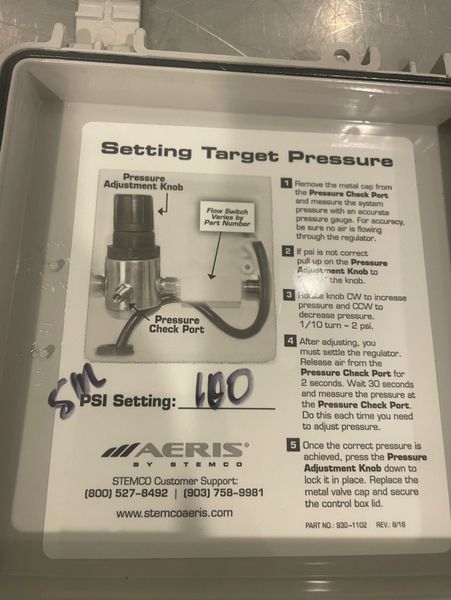 Setting Target Pressure
Pressure
Adjustment Knob
Flow Switch
Varies by
Part Number
Pressure
Check Port
SM
PSI Setting: 100
AERIS®
BY STEMCO
STEMCO Customer Support:
(800) 527-8492 | (903) 758-9981
www.stemcoaeris.com
1 Remove the metal cap from
the Pressure Check Port
and measure the system
pressure with an accurate
pressure gauge. For accuracy,
be sure no air is flowing
through the regulator.
2 If psi is not correct
pull up on the Pressure
Adjustment Knob to
the knob.
3 Rotate knob CW to increase
pressure and CCW to
decrease pressure.
1/10 turn ~ 2 psi.
4 After adjusting, you
must settle the regulator.
Release air from the
Pressure Check Port for
2 seconds. Wait 30 seconds
and measure the pressure at
the Pressure Check Port.
Do this each time you need
to adjust pressure.
5 Once the correct pressure is
achieved, press the Pressure
Adjustment Knob down to
lock it in place. Replace the
metal valve cap and secure
the control box lid.
PART NO.: 930-1102 REV.: 8/16